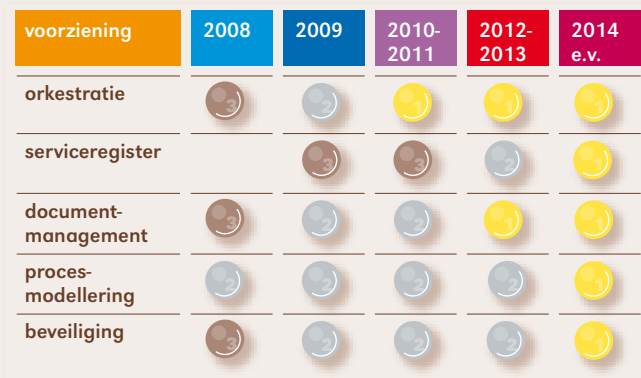 voorziening 2008 2009 2010-2011 2012-2013 2014 e.v.
orkestratie 3 2 1 1 1
serviceregister 3 3 2 1
document-
management 3 2 2 1 1
proces-
modellering 2 2 2 2 1
beveiliging 3 2 2 2 1